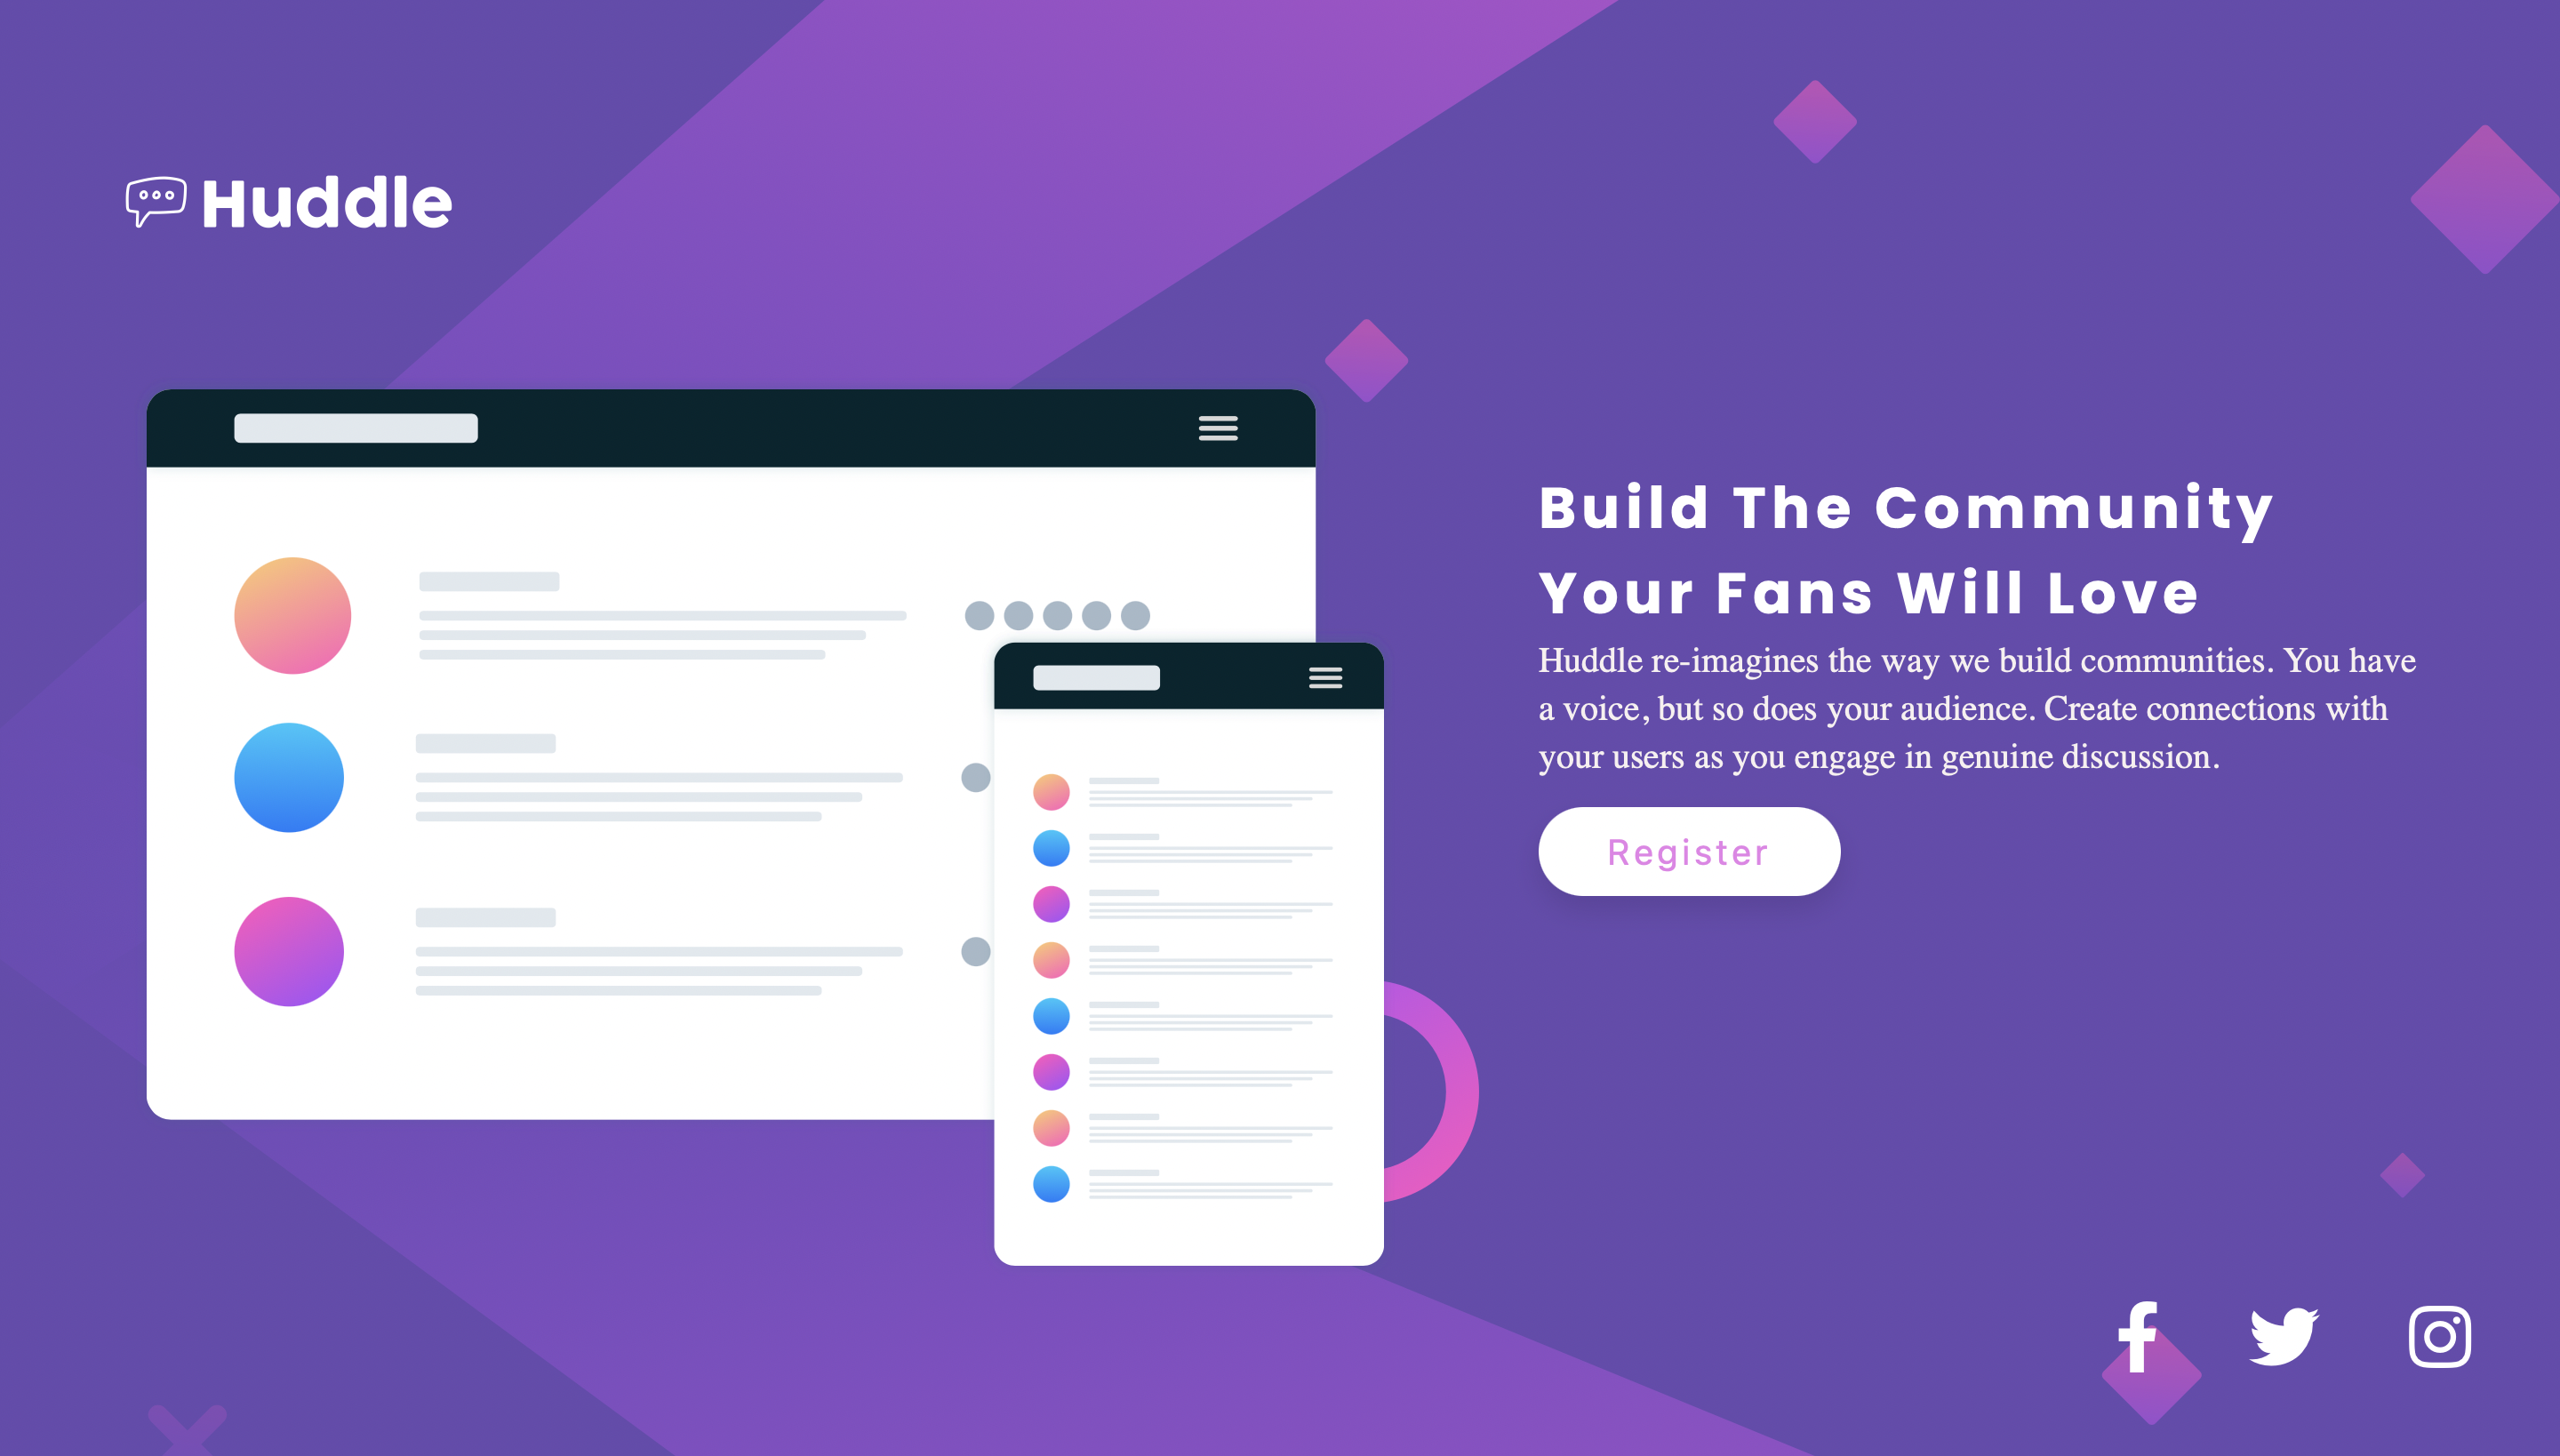 Huddle
Build The Community
Your Fans Will Love
Huddle re-imagines the way we build communities. You have
a voice, but so does your audience. Create connections with
your users as you engage in genuine discussion.
Register